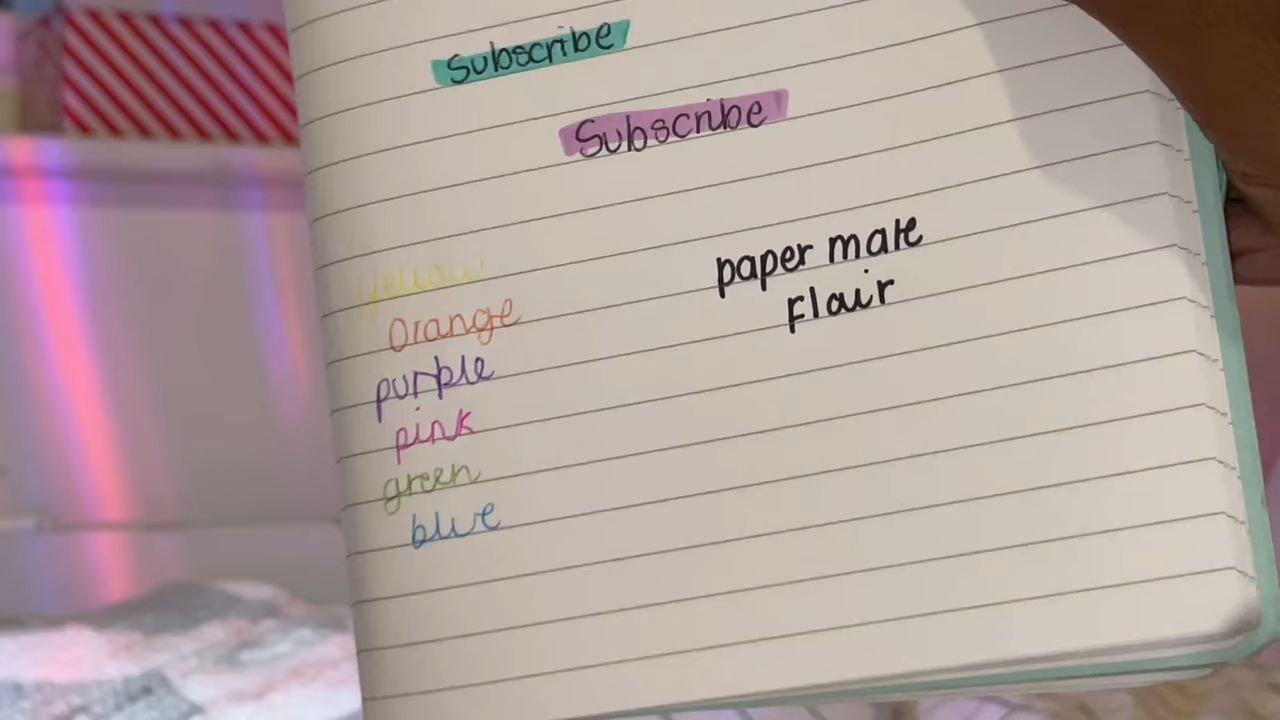 Subscribe
Subscribe
yellow
Orange
purple
pink
green
blue
paper mate
Flair